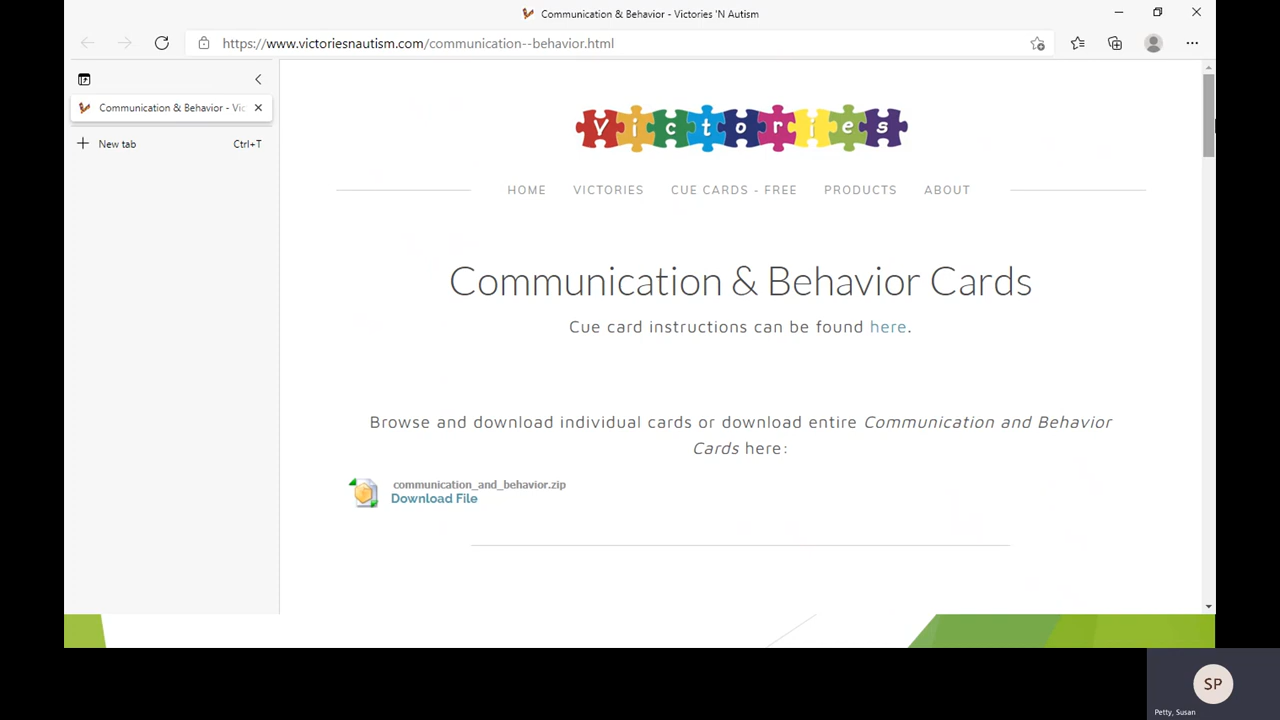 Communication & Behavior - Victories 'N Autism
https://www.victoriesnautism.com/communication--behavior.html
Communication & Behavior - Vic
New tab Ctrl+T
Victories
HOME VICTORIES CUE CARDS - FREE PRODUCTS ABOUT
Communication & Behavior Cards
Cue card instructions can be found here.
Browse and download individual cards or download entire Communication and Behavior
Cards here:
communication_and_behavior.zip
Download File
SP
Petty, Susan